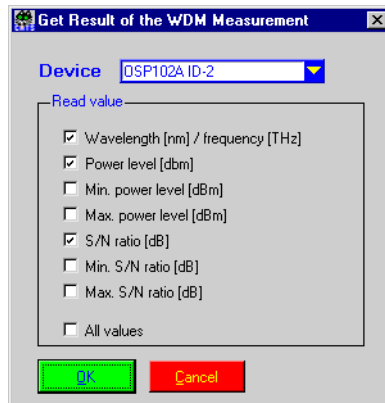 Get Result of the WDM Measurement
Device OSP102A ID-2
Read value
Wavelength [nm] / frequency [THz]
Power level [dbm]
Min. power level [dBm]
Max. power level [dBm]
S/N ratio [dB]
Min. S/N ratio [dB]
Max. S/N ratio [dB]
All values
OK Cancel